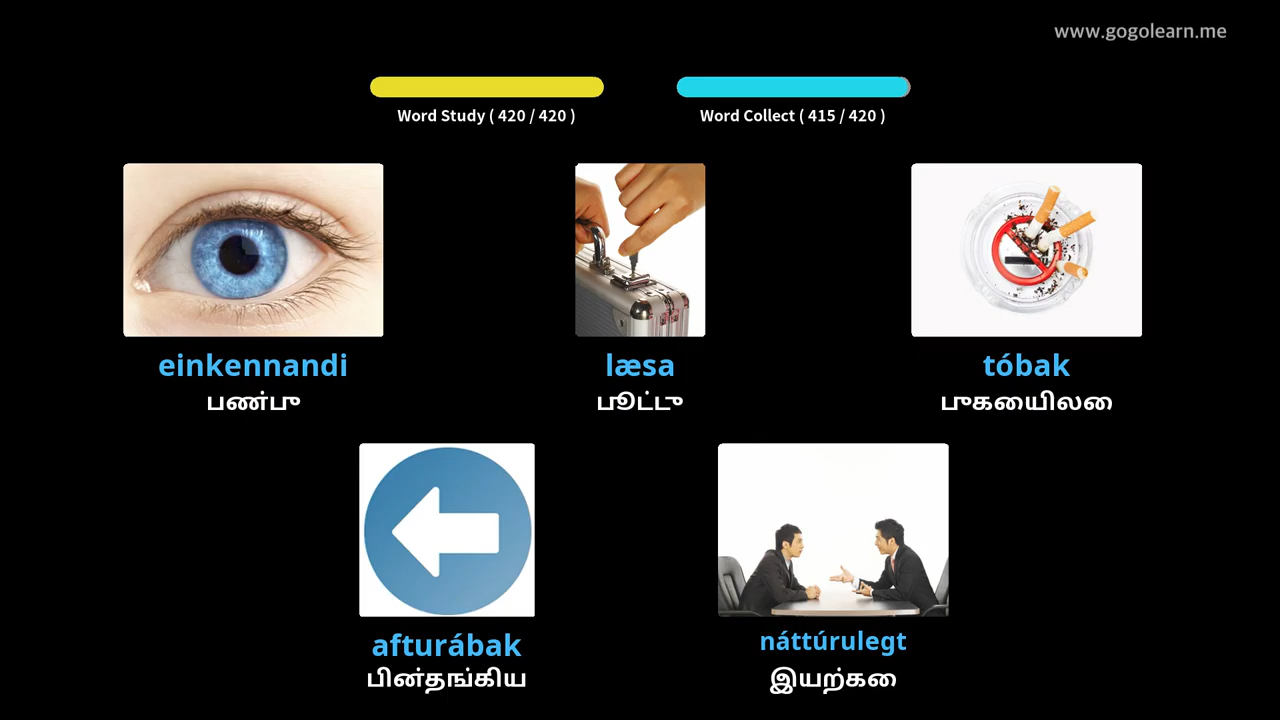 www.gogolearn.me
Word Study ( 420 / 420 )
Word Collect ( 415 / 420 )
einkennandi
பண்பு
læsa
பூட்டு
tóbak
புகையிலை
afturábak
பின்தங்கிய
náttúrulegt
இயற்கை